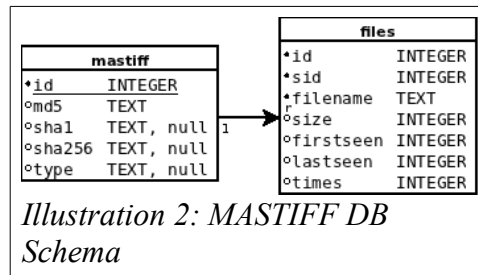 mastiff
id INTEGER
md5 TEXT
sha1 TEXT, null
sha256 TEXT, null
type TEXT, null
1
files
id INTEGER
sid INTEGER
filename TEXT
r
size INTEGER
firstseen INTEGER
lastseen INTEGER
times INTEGER
Illustration 2: MASTIFF DB
Schema